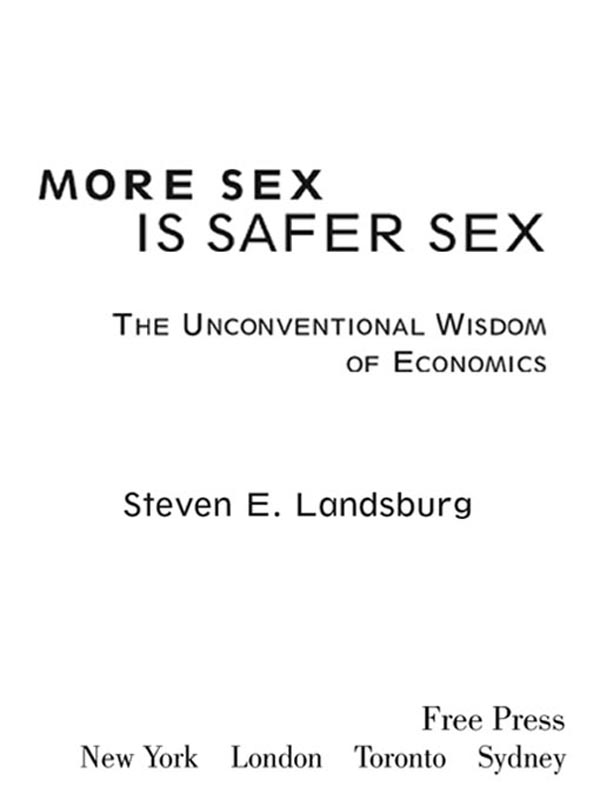 MORE SEX
IS SAFER SEX
THE UNCONVENTIONAL WISDOM
OF ECONOMICS
Steven E. Landsburg
Free Press
New York London Toronto Sydney